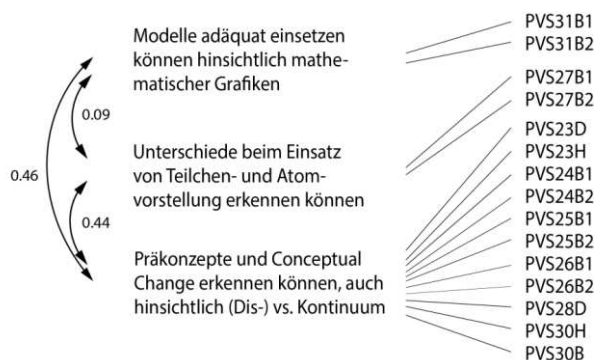 Modelle adäquat einsetzen
können hinsichtlich mathe-
matischer Grafiken
Unterschiede beim Einsatz
von Teilchen- und Atom-
vorstellung erkennen können
Präkonzepte und Conceptual
Change erkennen können, auch
hinsichtlich (Dis-) vs. Kontinuum
0.09
0.46
0.44
PVS31B1
PVS31B2
PVS27B1
PVS27B2
PVS23D
PVS23H
PVS24B1
PVS24B2
PVS25B1
PVS25B2
PVS26B1
PVS26B2
PVS28D
PVS30H
PVS30B